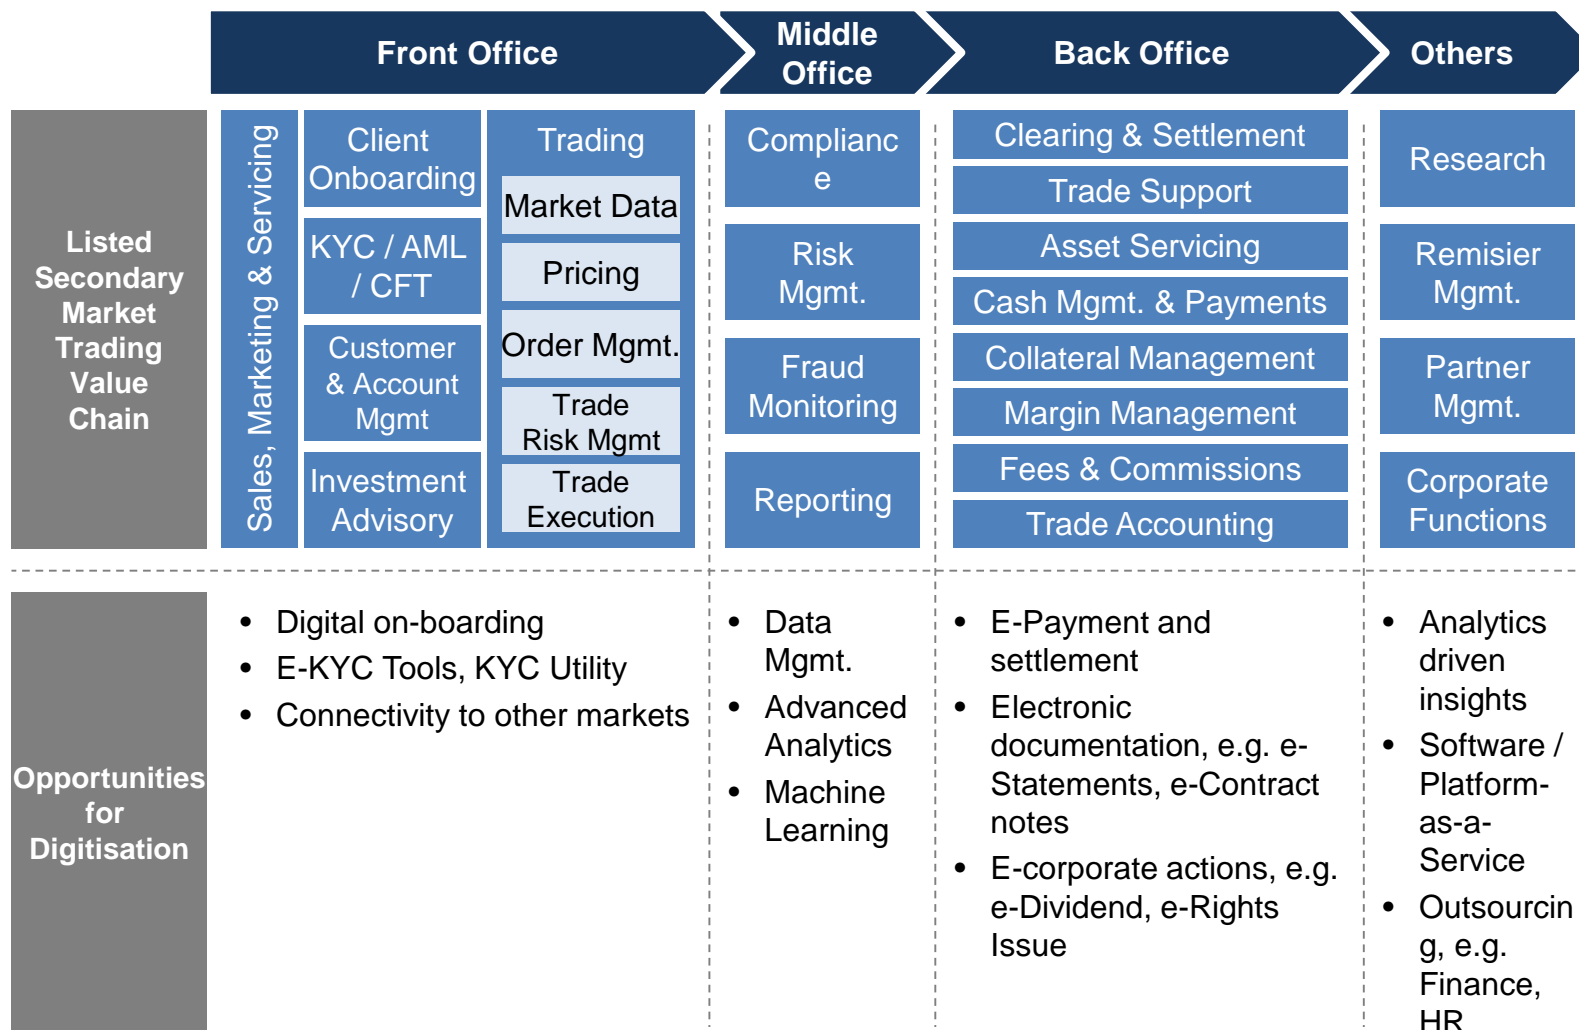 Front Office
Middle
Office
Back Office
Others
Listed
Secondary
Market
Trading
Value
Chain
Sales, Marketing & Servicing
Client
Onboarding
KYC / AML
/ CFT
Customer
& Account
Mgmt
Investment
Advisory
Trading
Market Data
Pricing
Order Mgmt.
Trade
Risk Mgmt
Trade
Execution
Complianc
e
Risk
Mgmt.
Fraud
Monitoring
Reporting
Clearing & Settlement
Trade Support
Asset Servicing
Cash Mgmt. & Payments
Collateral Management
Margin Management
Fees & Commissions
Trade Accounting
Research
Remisier
Mgmt.
Partner
Mgmt.
Corporate
Functions
Opportunities
for
Digitisation
• Digital on-boarding
• E-KYC Tools, KYC Utility
• Connectivity to other markets
• Data
Mgmt.
• Advanced
Analytics
• Machine
Learning
• E-Payment and
settlement
• Electronic
documentation, e.g. e-
Statements, e-Contract
notes
• E-corporate actions, e.g.
e-Dividend, e-Rights
Issue
• Analytics
driven
insights
• Software /
Platform-
as-a-
Service
• Outsourcin
g, e.g.
Finance,
HR